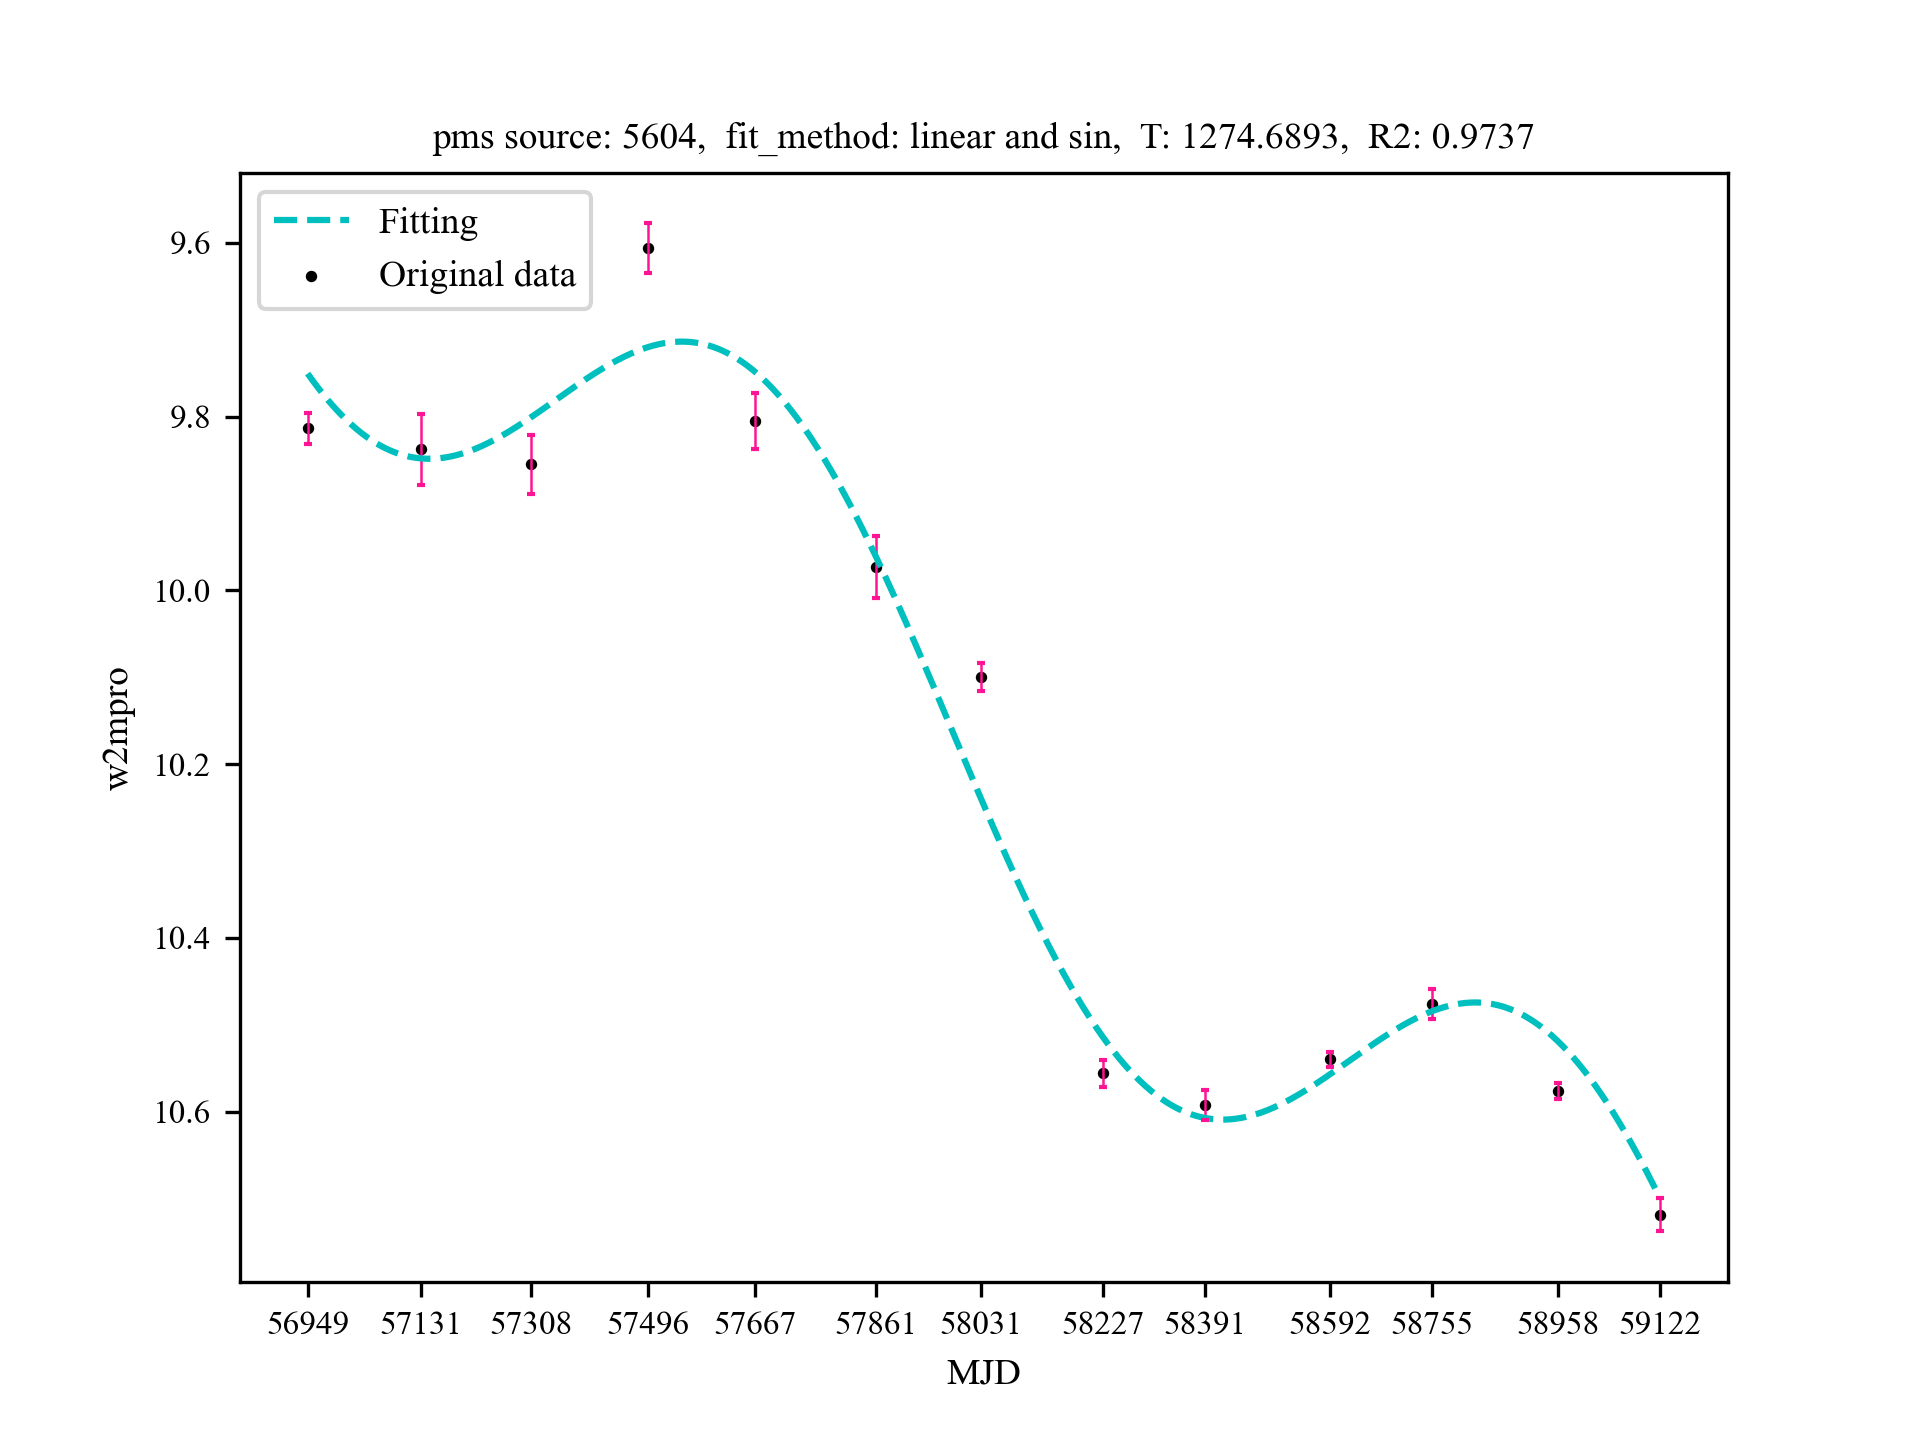 pms source: 5604,  fit_method: linear and sin,  T: 1274.6893,  R2: 0.9737
Fitting
Original data
9.6
9.8
10.0
10.2
10.4
10.6
w2mpro
56949 57131 57308 57496 57667 57861 58031 58227 58391 58592 58755 58958 59122
MJD